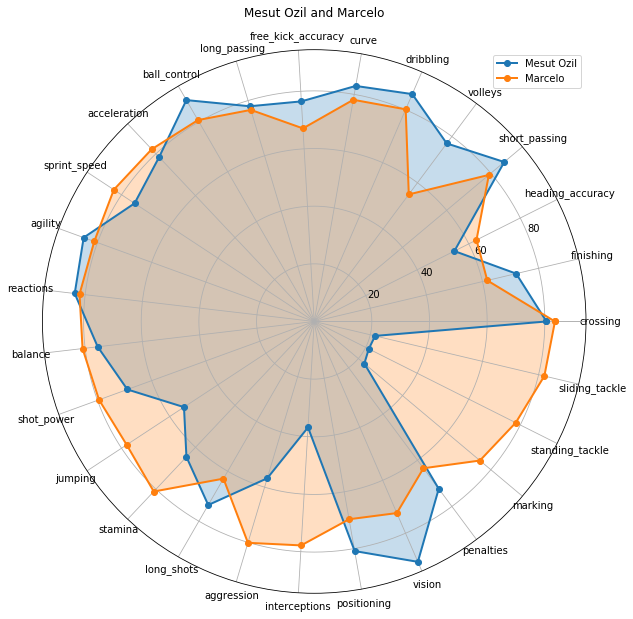 Mesut Ozil and Marcelo
Mesut Ozil
Marcelo
crossing
finishing
heading_accuracy
short_passing
volleys
dribbling
curve
free_kick_accuracy
long_passing
ball_control
acceleration
sprint_speed
agility
reactions
balance
shot_power
jumping
stamina
long_shots
aggression
interceptions
positioning
vision
penalties
marking
standing_tackle
sliding_tackle
20
40
60
80